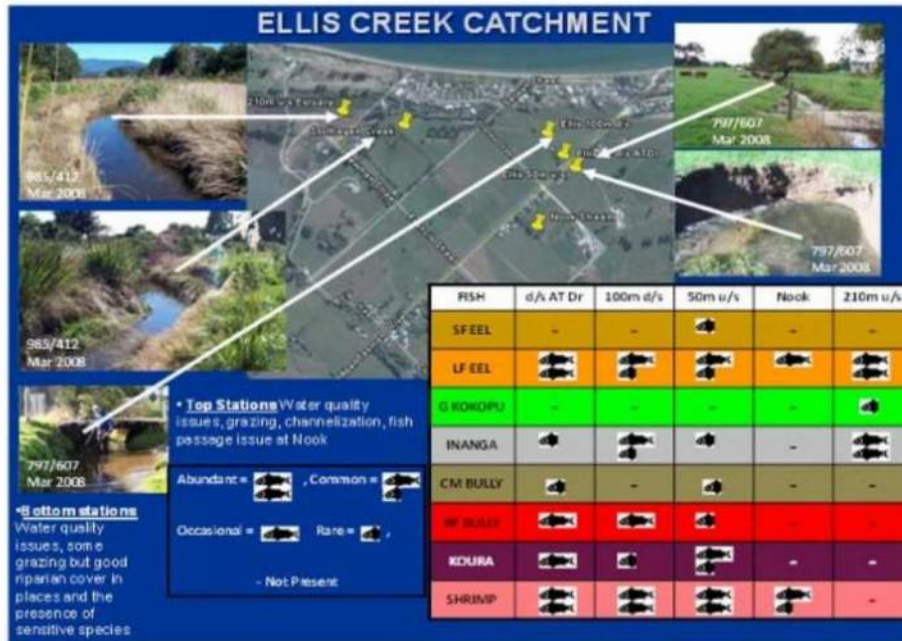 ELLIS CREEK CATCHMENT
210m u/s Estuary
985/412
Mar 2008
797/607
Mar 2008
797/607
Mar 2008
985/412
Mar 2008
797/607
Mar 2008
Nook Stream
• Top Stations Water quality
issues, grazing, channelization, fish
passage issue at Nook
Abundant = , Common =
Occasional = Rare = ,
- Not Present
•Bottom stations
Water quality
issues, some
grazing but good
riparian cover in
places and the
presence of
sensitive species
FISH d/s AT Dr 100m d/s 50m u/s Nook 210m u/s
SF EEL - - - -
LF EEL
G KOKOPU - - - -
INANGA -
CM BULLY - - -
RF BULLY - -
KOURA - -
SHRIMP -